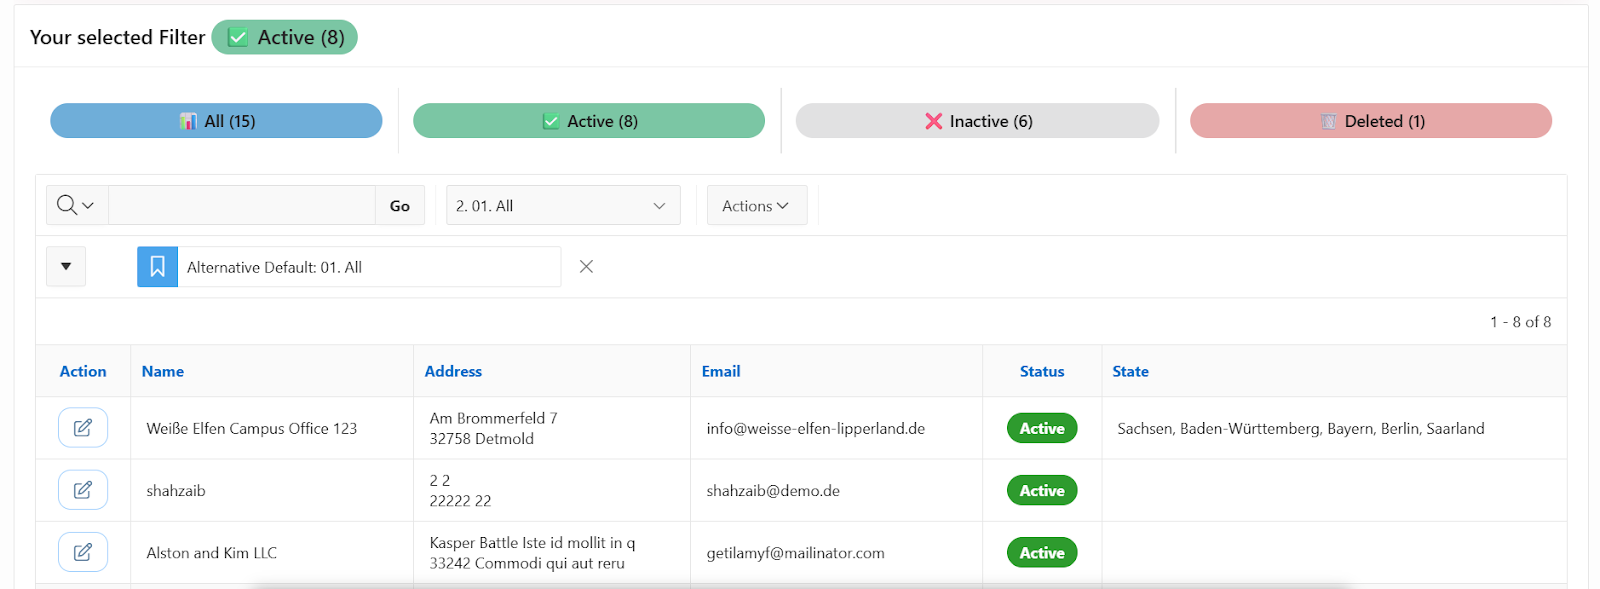 Your selected Filter ✅ Active (8)
📊 All (15)
✅ Active (8)
❌ Inactive (6)
🗑️ Deleted (1)
Go
2. 01. All
Actions
Alternative Default: 01. All
1 - 8 of 8
Action Name Address Email Status State
Weiße Elfen Campus Office 123
Am Brommerfeld 7
32758 Detmold
info@weisse-elfen-lipperland.de
Active
Sachsen, Baden-Württemberg, Bayern, Berlin, Saarland
shahzaib
2 2
22222 22
shahzaib@demo.de
Active
Alston and Kim LLC
Kasper Battle Iste id mollit in q
33242 Commodi qui aut reru
getilamyf@mailinator.com
Active